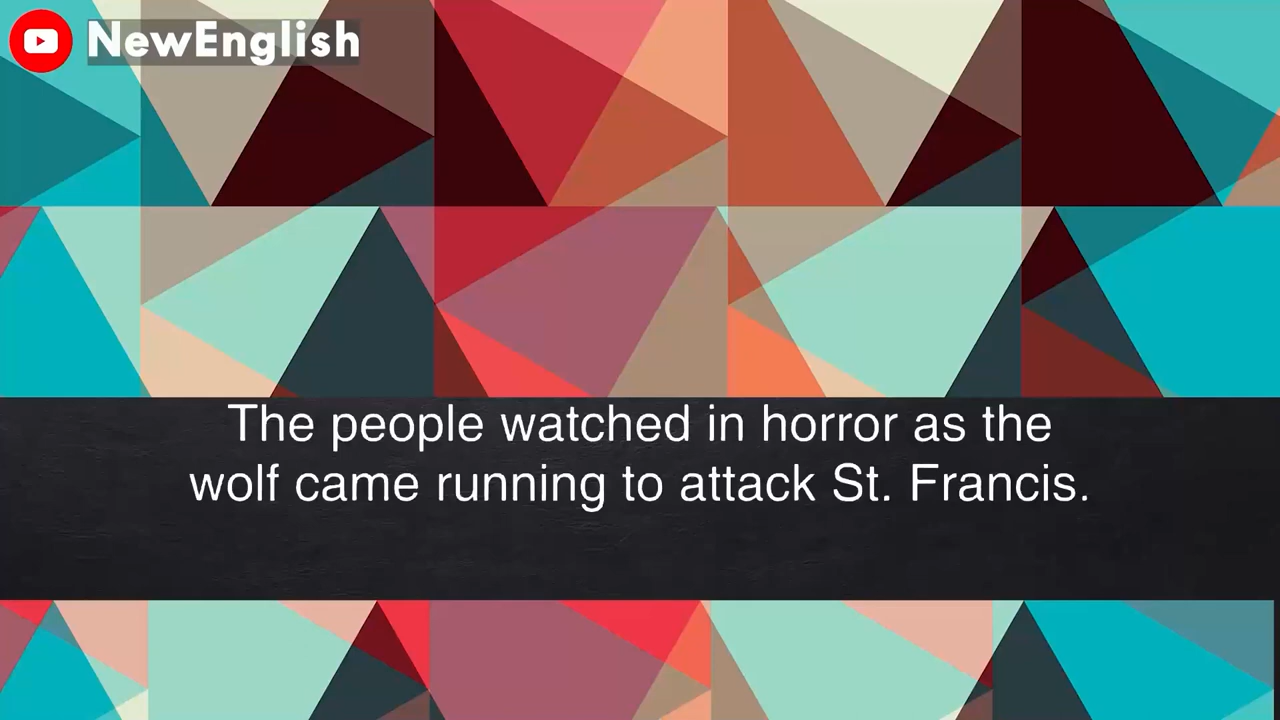 NewEnglish
The people watched in horror as the
wolf came running to attack St. Francis.